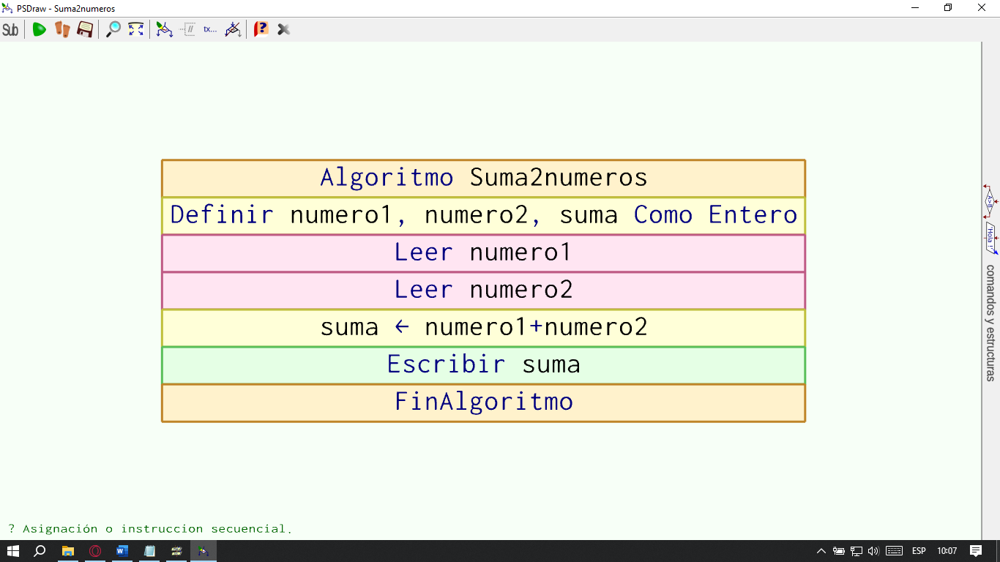 PSDraw - Suma2numeros
Sub
tx...
Algoritmo Suma2numeros
Definir numero1, numero2, suma Como Entero
Leer numero1
Leer numero2
suma ← numero1+numero2
Escribir suma
FinAlgoritmo
A>B
"Hola !"
comandos y estructuras
? Asignación o instruccion secuencial.
ESP 10:07